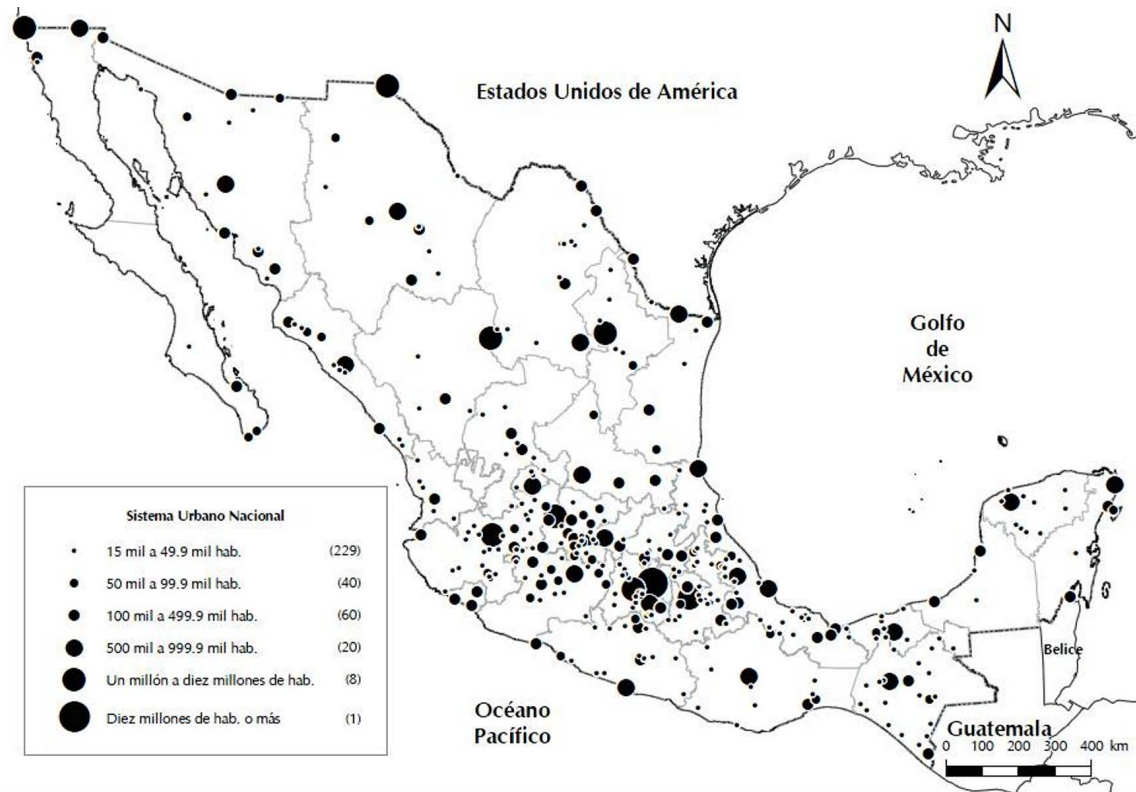 N
Estados Unidos de América
Golfo
de
México
Sistema Urbano Nacional
15 mil a 49.9 mil hab. (229)
50 mil a 99.9 mil hab. (40)
100 mil a 499.9 mil hab. (60)
500 mil a 999.9 mil hab. (20)
Un millón a diez millones de hab. (8)
Diez millones de hab. o más (1)
Océano
Pacífico
Belice
Guatemala
0 100 200 300 400 km